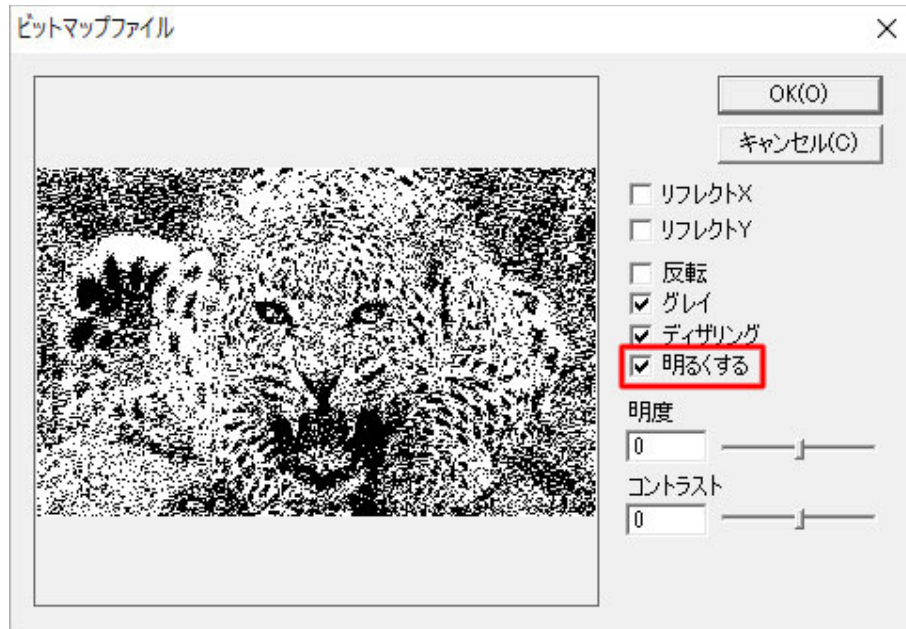 ビットマップファイル
OK(O)
キャンセル(C)
リフレクトX
リフレクトY
反転
グレイ
ディザリング
明るくする
明度
0
コントラスト
0